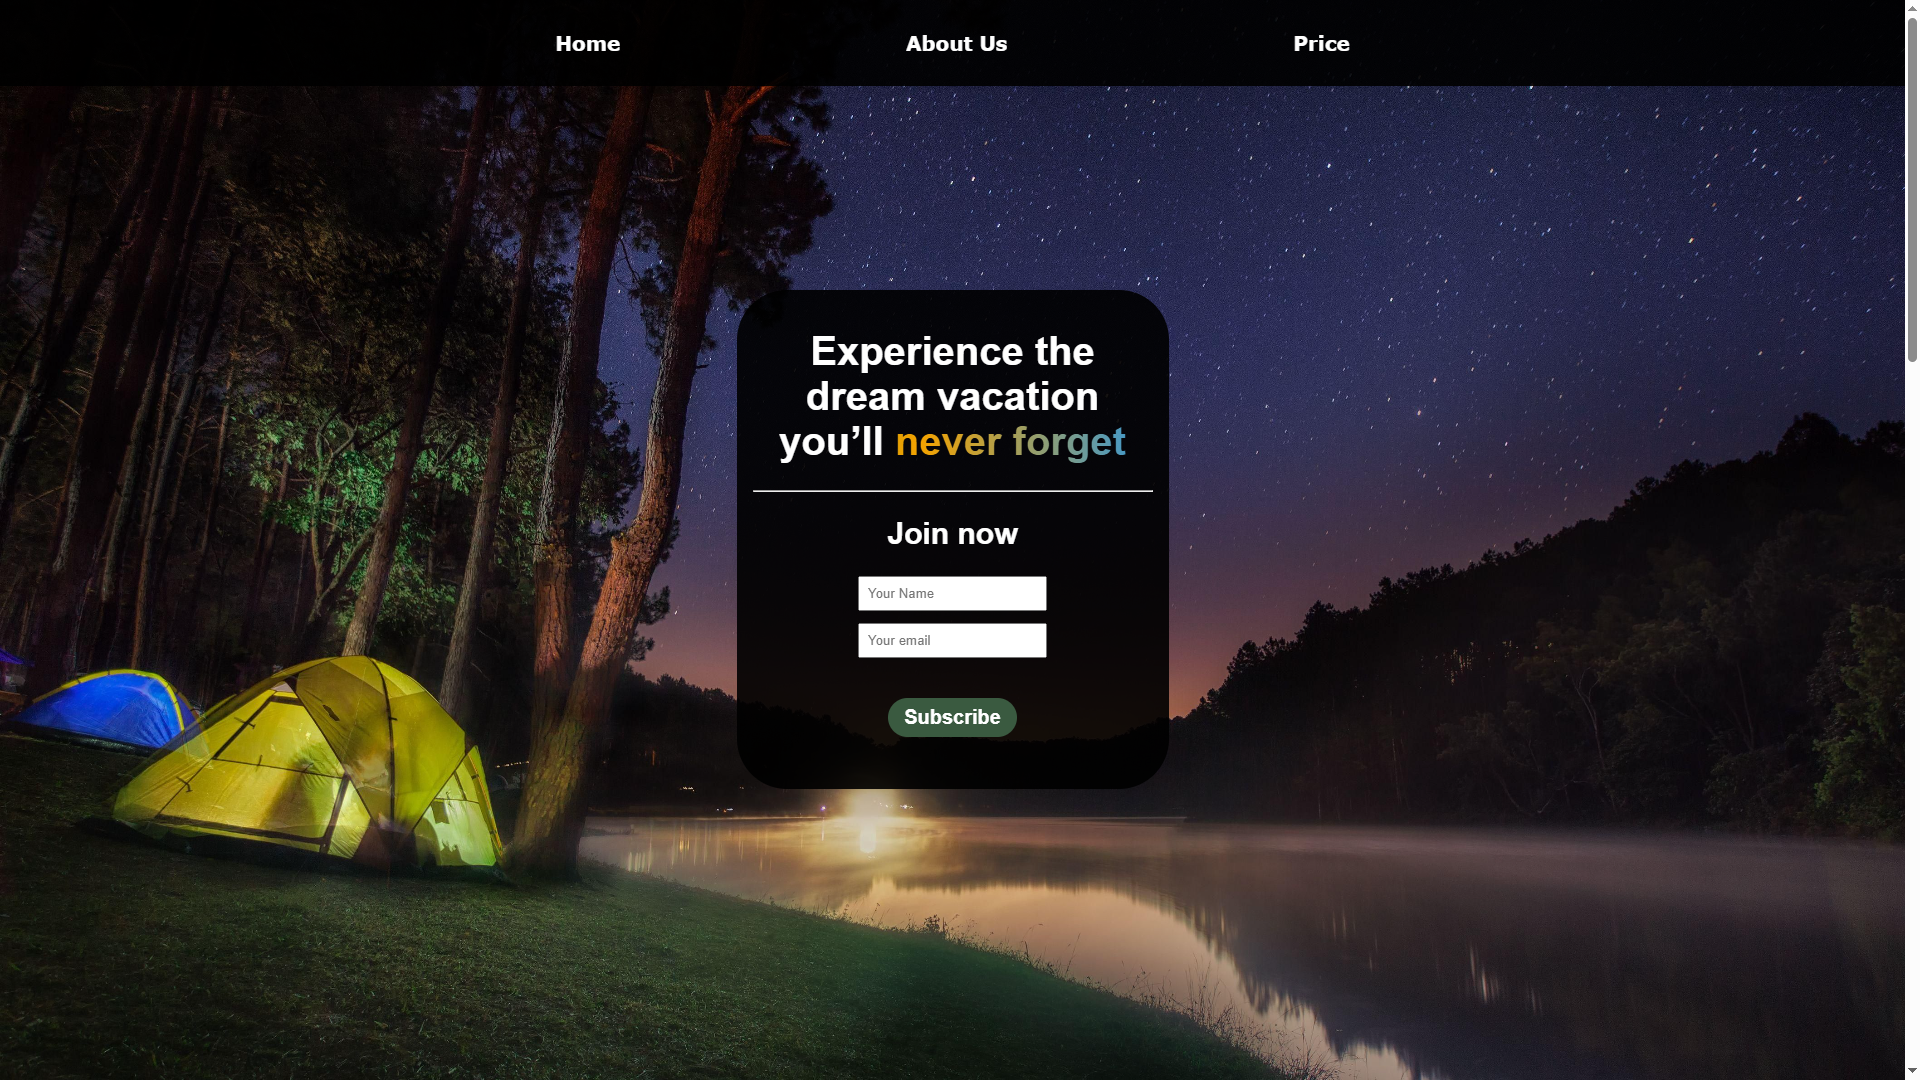 Home
About Us
Price
Experience the
dream vacation
you’ll never forget
Join now
Your Name
Your email
Subscribe